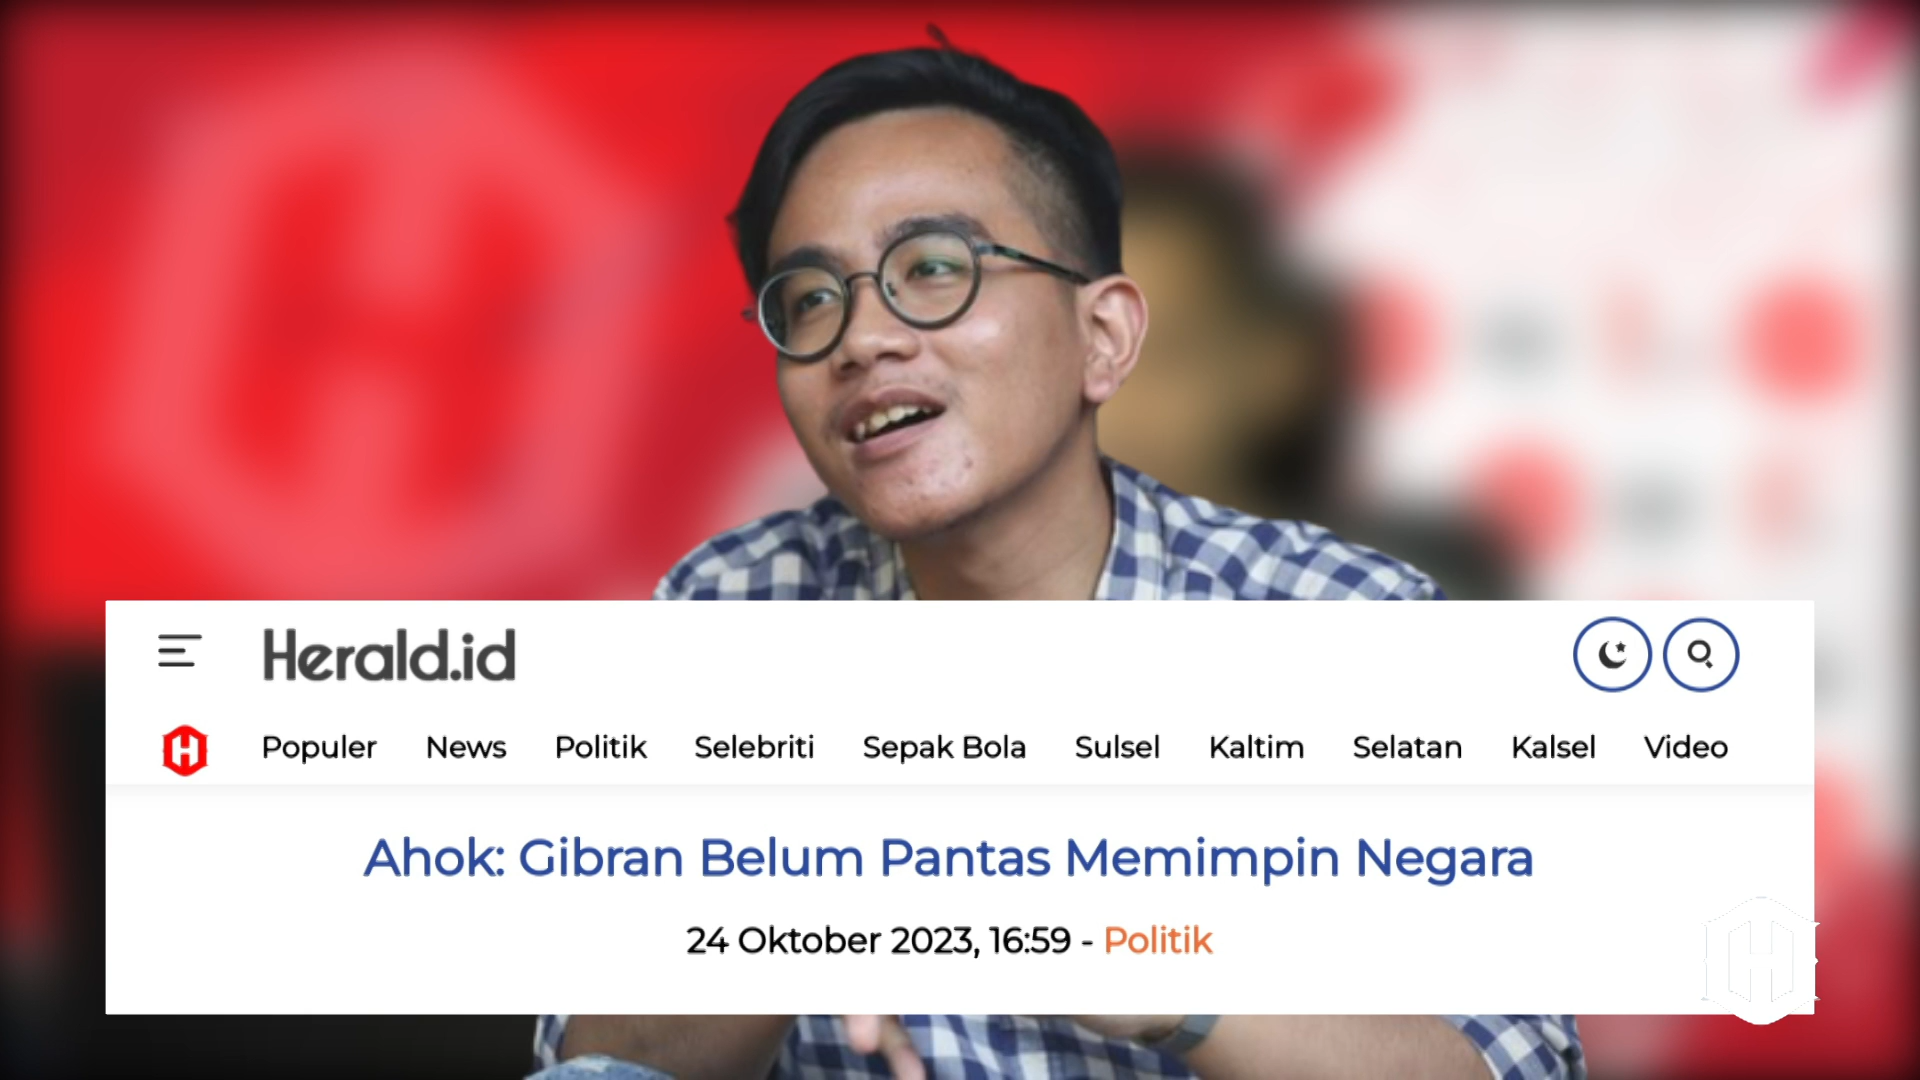 Herald.id
H Populer News Politik Selebriti Sepak Bola Sulsel Kaltim Selatan Kalsel Video
Ahok: Gibran Belum Pantas Memimpin Negara
24 Oktober 2023, 16:59 - Politik
H